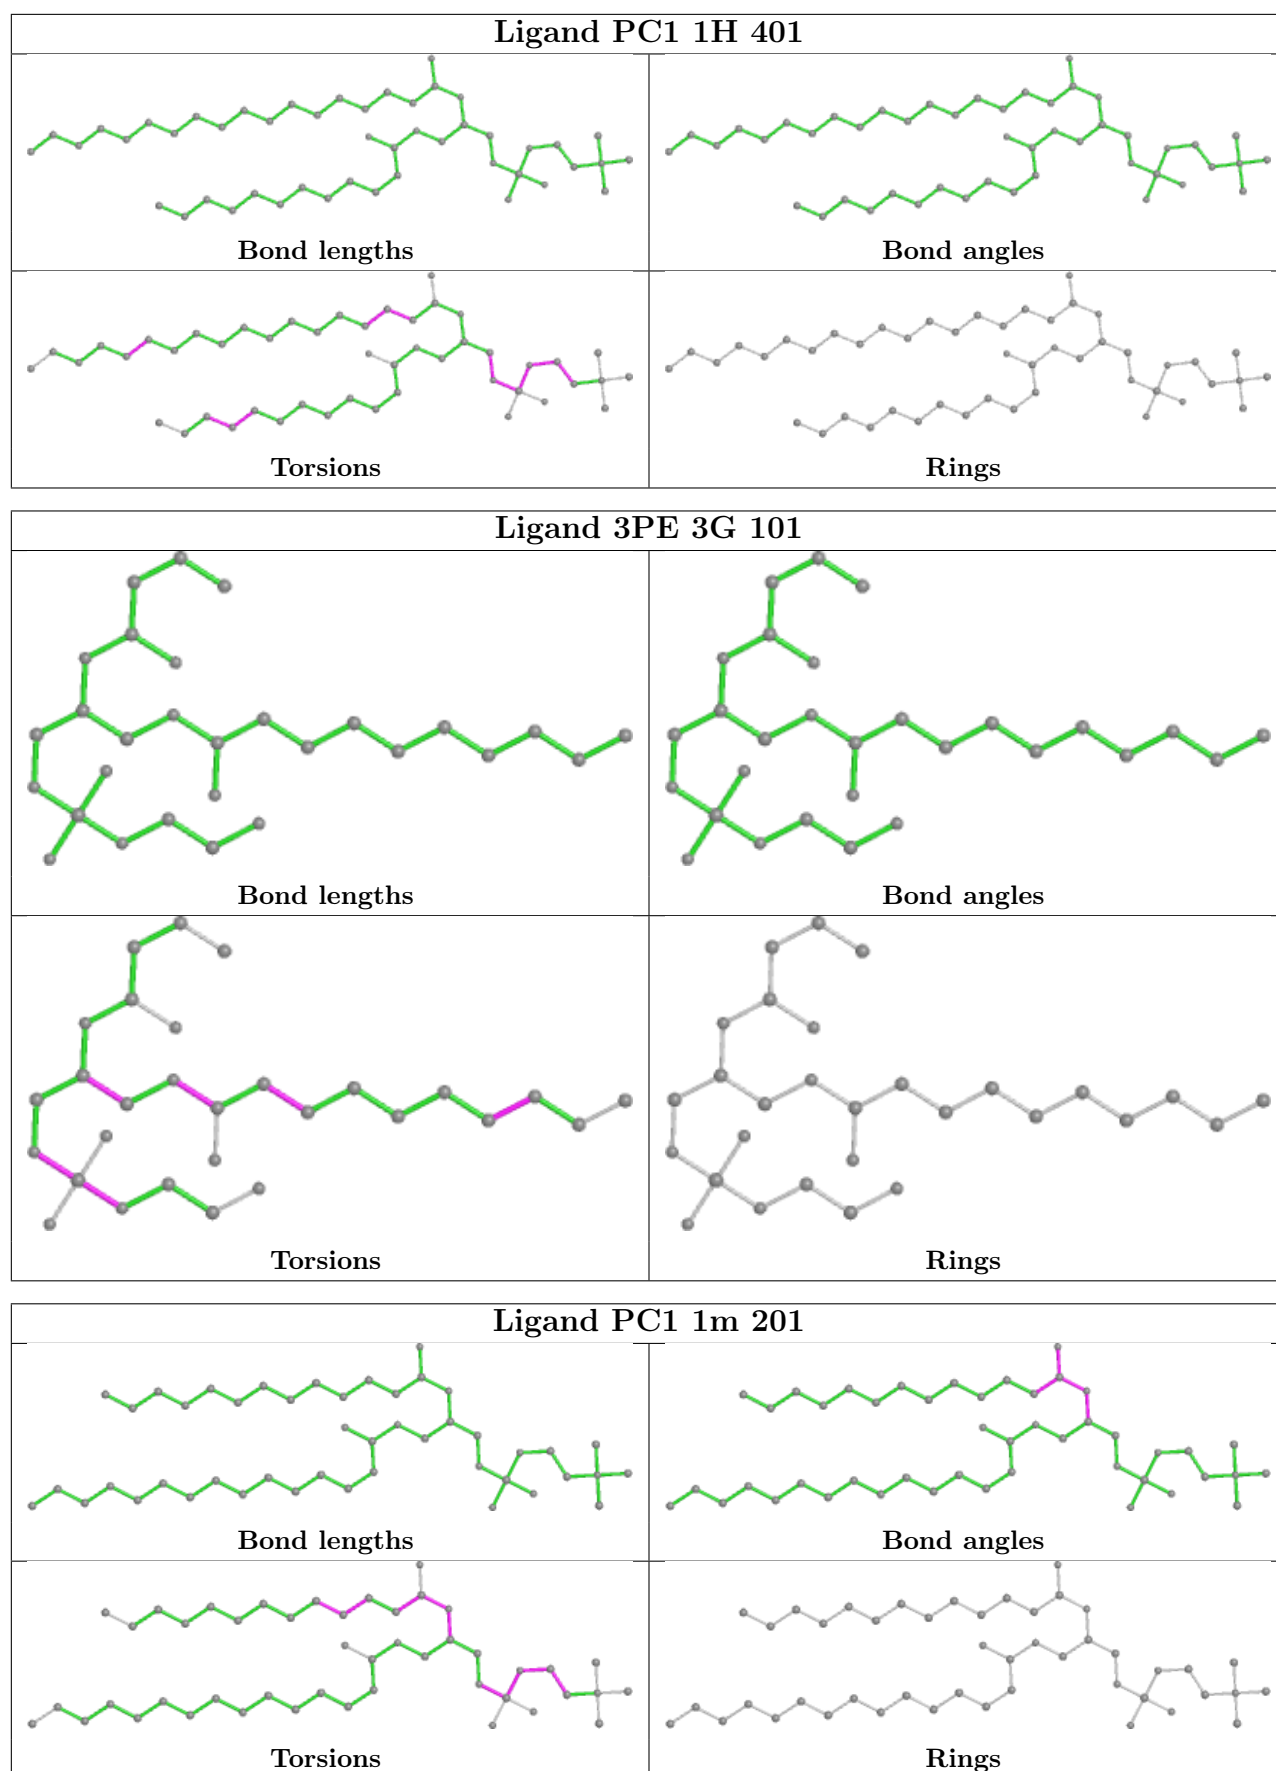 Ligand PC1 1H 401
Bond lengths
Bond angles
Torsions
Rings
Ligand 3PE 3G 101
Bond lengths
Bond angles
Torsions
Rings
Ligand PC1 1m 201
Bond lengths
Bond angles
Torsions
Rings